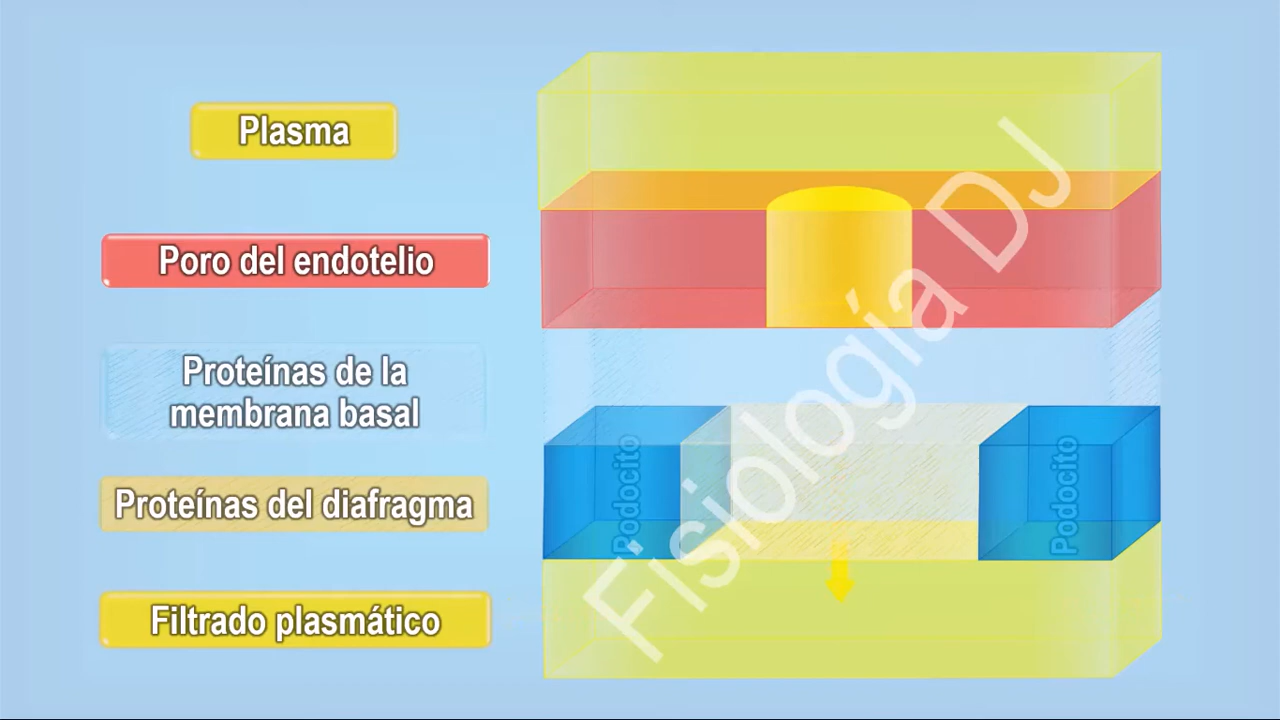 Plasma
Poro del endotelio
Proteínas de la
membrana basal
Proteínas del diafragma
Filtrado plasmático
Podocito
Podocito
Fisiología DJ